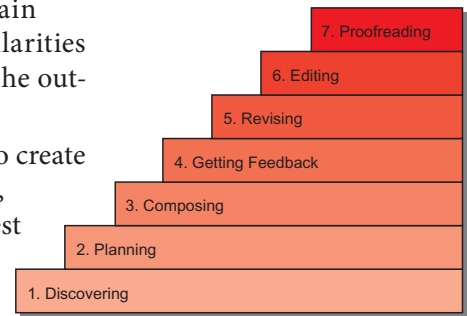 ain
larities
he out-
o create
,
est
7. Proofreading
6. Editing
5. Revising
4. Getting Feedback
3. Composing
2. Planning
1. Discovering